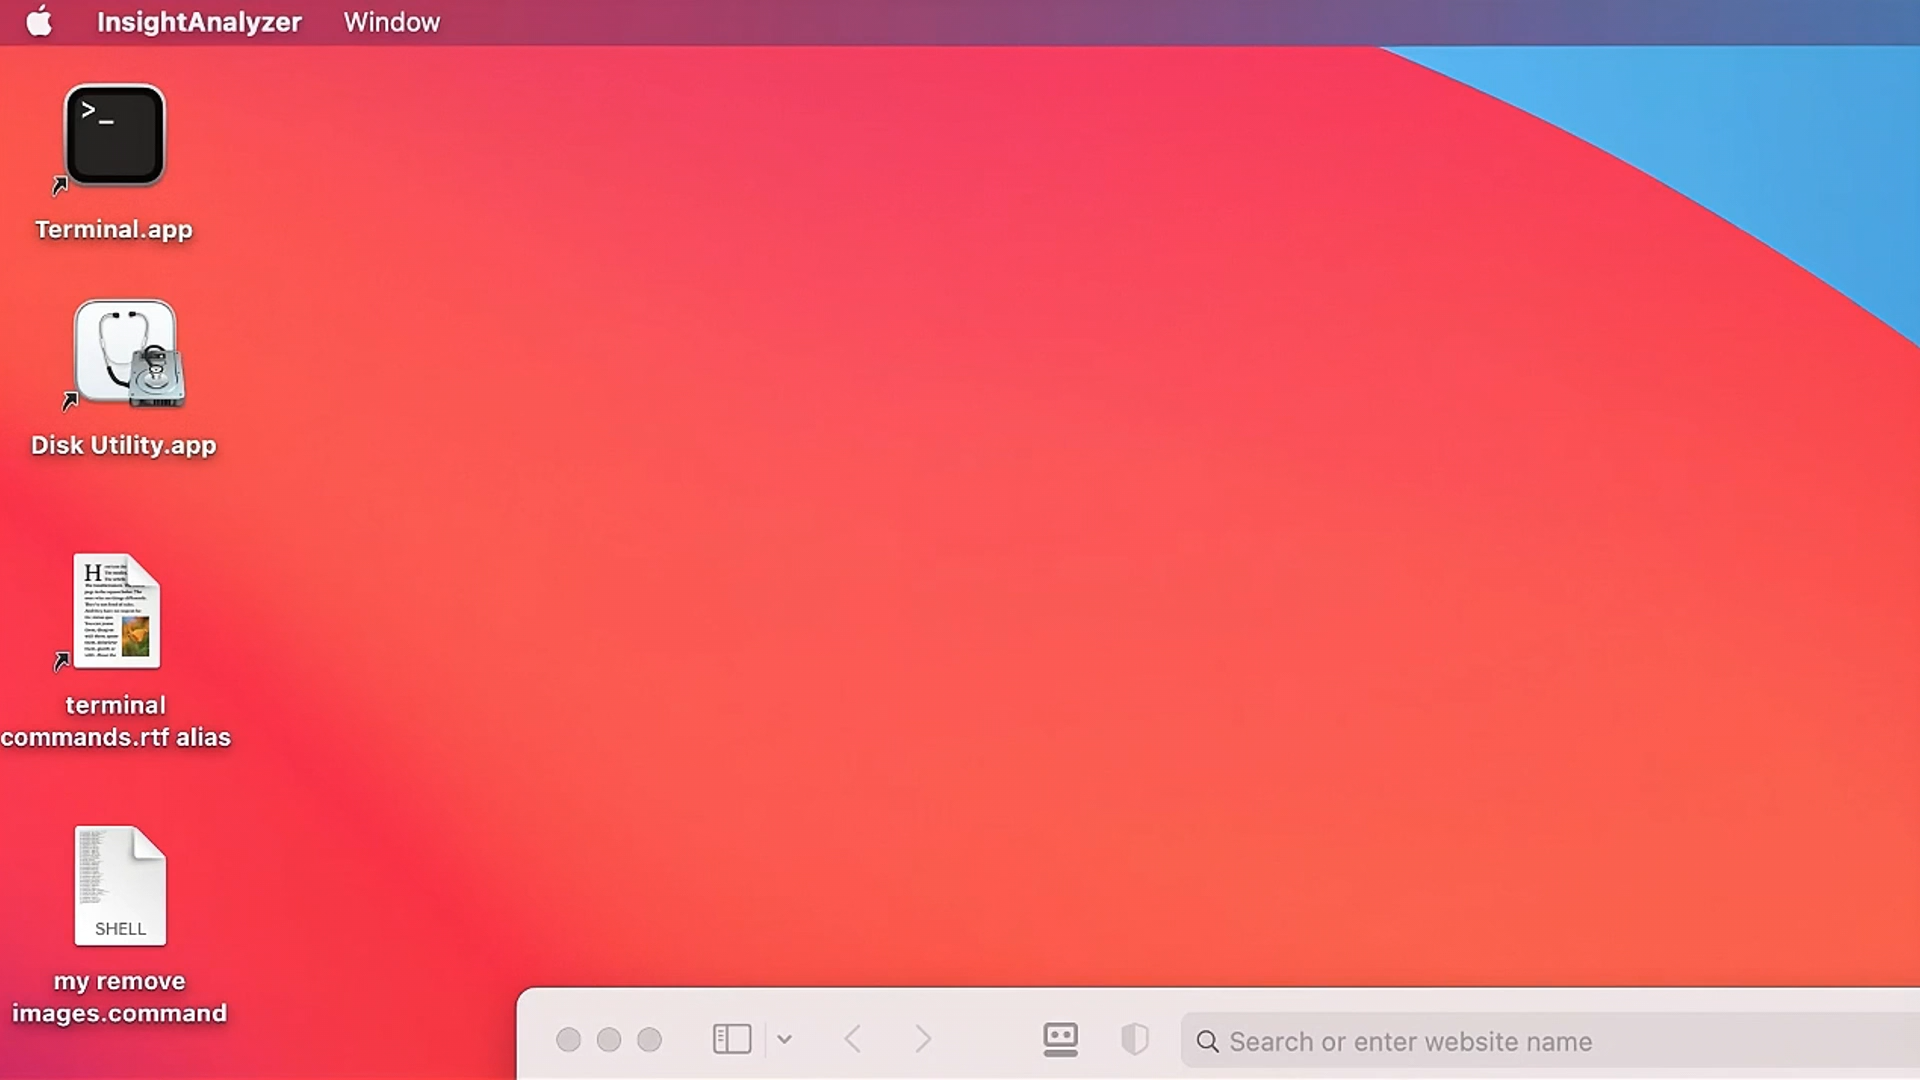 InsightAnalyzer Window
>_
Terminal.app
Disk Utility.app
H
terminal
commands.rtf alias
SHELL
my remove
images.command
Search or enter website name